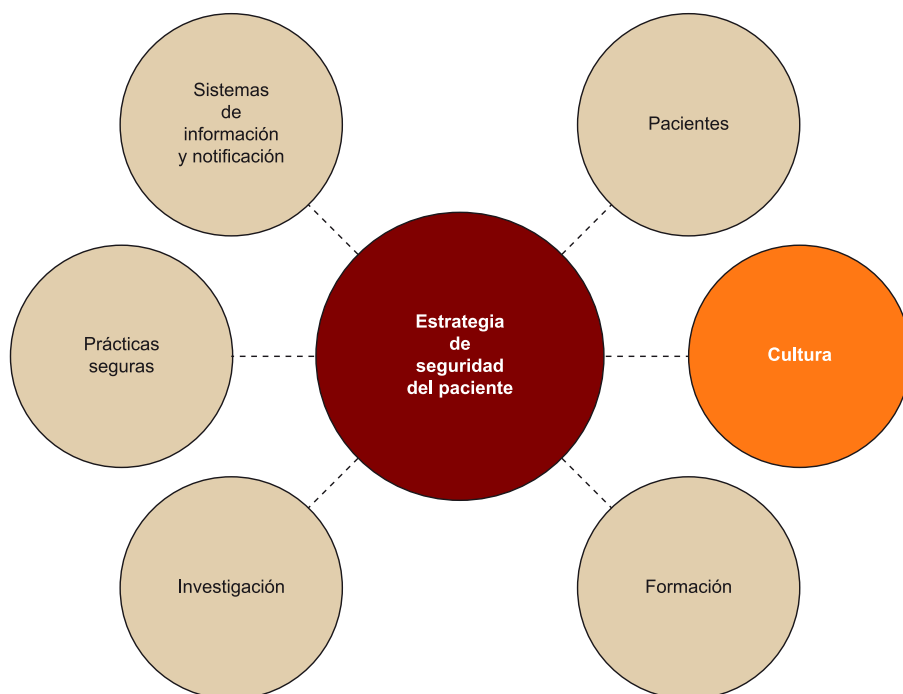 Sistemas
de
información
y notificación
Pacientes
Estrategia
de
seguridad
del paciente
Prácticas
seguras
Cultura
Investigación
Formación